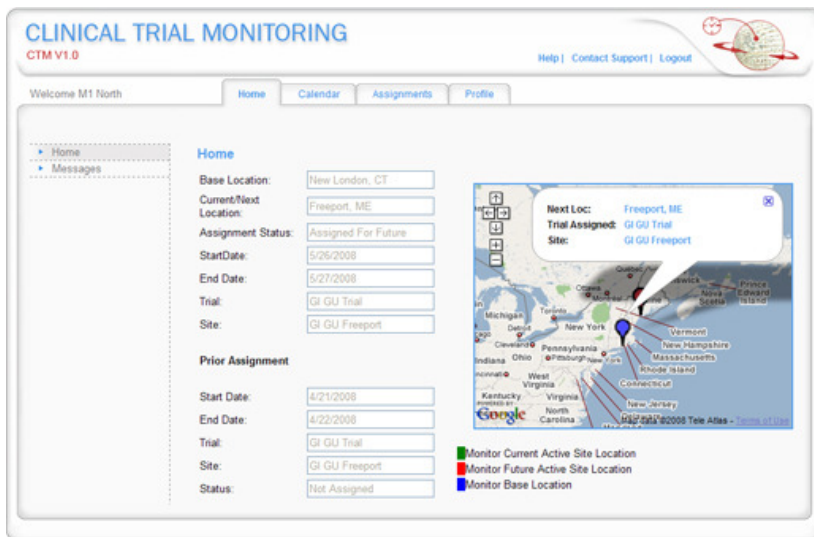 CLINICAL TRIAL MONITORING
CTM V1.0
Help | Contact Support | Logout
Welcome M1 North
Home Calendar Assignments Profile
Home
Messages
Home
Base Location: New London, CT
Current/Next Location: Freeport, ME
Assignment Status: Assigned For Future
StartDate: 5/26/2008
End Date: 5/27/2008
Trial: GI GU Trial
Site: GI GU Freeport
Prior Assignment
Start Date: 4/21/2008
End Date: 4/22/2008
Trial: GI GU Trial
Site: GI GU Freeport
Status: Not Assigned
Next Loc: Freeport, ME
Trial Assigned: GI GU Trial
Site: GI GU Freeport
Ottawa
Prince Edward Island
Nova Scotia
Michigan
Toronto
Detroit
New York
Vermont
New Hampshire
Cleveland
Pennsylvania
Massachusetts
Indiana Ohio Pittsburgh New York
Rhode Island
West Virginia
Connecticut
Kentucky
Virginia
New Jersey
POWERED BY
Google
North Carolina
Delaware
Map data ©2008 Tele Atlas - Terms of Use
Monitor Current Active Site Location
Monitor Future Active Site Location
Monitor Base Location